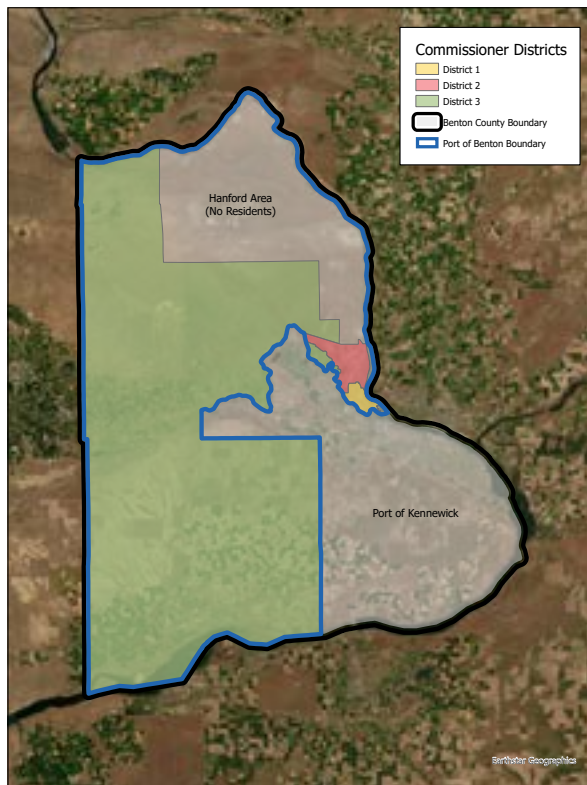 Commissioner Districts
District 1
District 2
District 3
Benton County Boundary
Port of Benton Boundary
Hanford Area
(No Residents)
Port of Kennewick
Earthstar Geographics